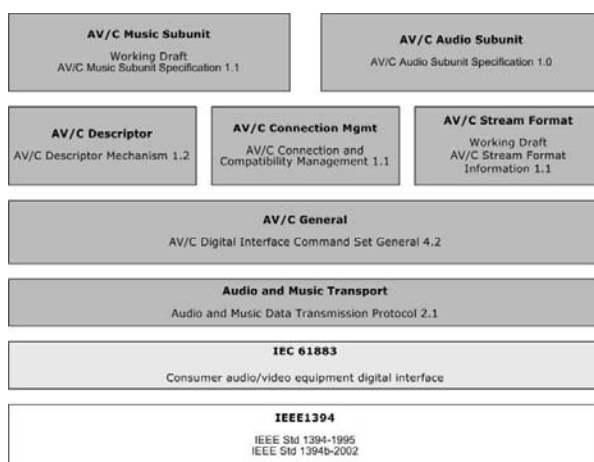 AV/C Music Subunit
Working Draft
AV/C Music Subunit Specification 1.1
AV/C Audio Subunit
AV/C Audio Subunit Specification 1.0
AV/C Descriptor
AV/C Descriptor Mechanism 1.2
AV/C Connection Mgmt
AV/C Connection and
Compatibility Management 1.1
AV/C Stream Format
Working Draft
AV/C Stream Format
Information 1.1
AV/C General
AV/C Digital Interface Command Set General 4.2
Audio and Music Transport
Audio and Music Data Transmission Protocol 2.1
IEC 61883
Consumer audio/video equipment digital interface
IEEE1394
IEEE Std 1394-1995
IEEE Std 1394b-2002